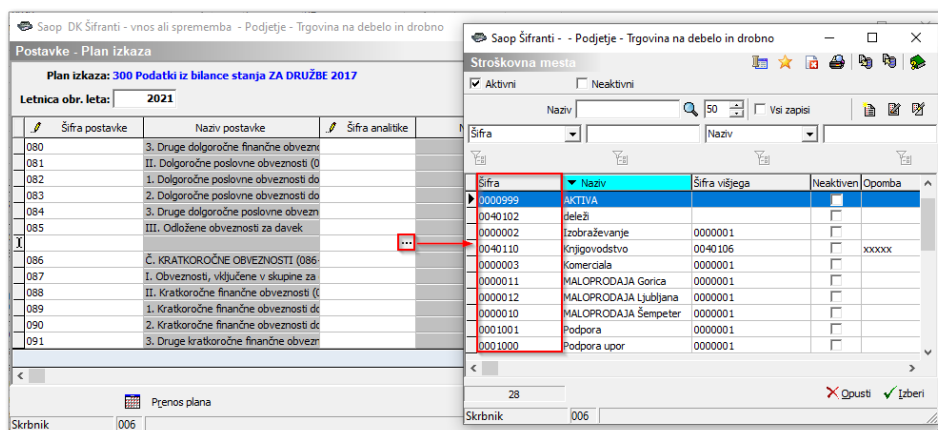 Saop DK Šifranti - vnos ali sprememba - Podjetje - Trgovina na debelo in drobno
Postavke - Plan izkaza
Plan izkaza: 300 Podatki iz bilance stanja ZA DRUŽBE 2017
Letnica obr. leta: 2021
Šifra postavke Naziv postavke Šifra analitike N
080 3. Druge dolgoročne finančne obvezno
081 II. Dolgoročne poslovne obveznosti (0
082 1. Dolgoročne poslovne obveznosti do
083 2. Dolgoročne poslovne obveznosti do
084 3. Druge dolgoročne poslovne obvezn
085 III. Odložene obveznosti za davek
...
086 Č. KRATKOROČNE OBVEZNOSTI (086-
087 I. Obveznosti, vključene v skupine za
088 II. Kratkoročne finančne obveznosti (0
089 1. Kratkoročne finančne obveznosti do
090 2. Kratkoročne finančne obveznosti do
091 3. Druge kratkoročne finančne obvezn
Prenos plana
Skrbnik 006
Saop Šifranti - - Podjetje - Trgovina na debelo in drobno
Stroškovna mesta
Aktivni Neaktivni
Naziv 50 Vsi zapisi
Šifra Naziv
Šifra Naziv Šifra višjega Neaktiven Opomba
0000999 AKTIVA
0040102 deleži
0000002 Izobraževanje 0000001
0040110 Knjigovodstvo 0040106 xxxxx
0000003 Komerciala 0000001
0000011 MALOPRODAJA Gorica 0000001
0000012 MALOPRODAJA Ljubljana 0000001
0000010 MALOPRODAJA Šempeter 0000001
0001001 Podpora 0000001
0001000 Podpora upor 0000001
28 Opusti Izberi
Skrbnik 006